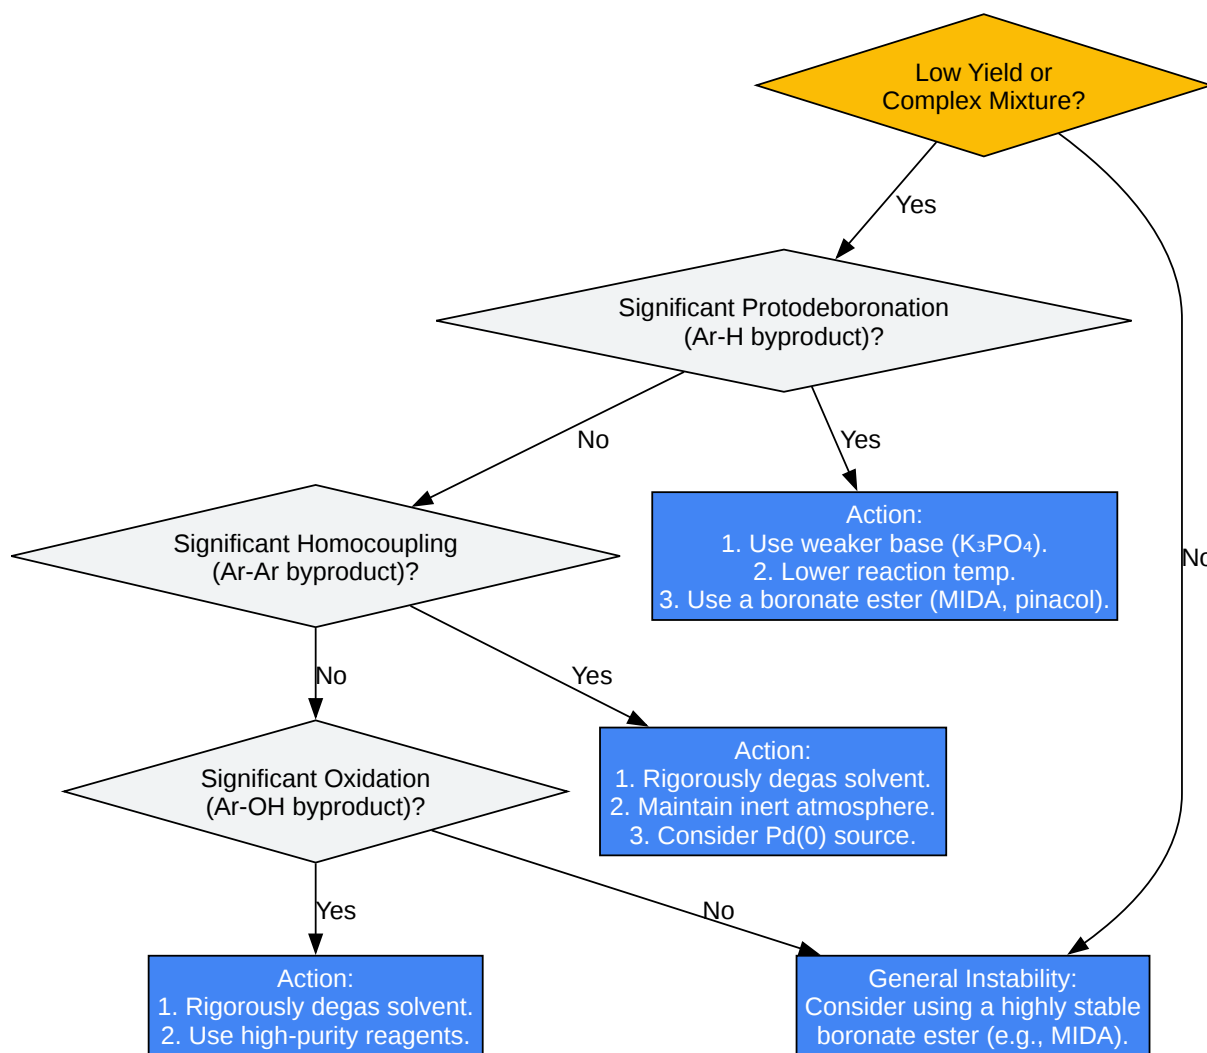 Low Yield or
Complex Mixture?
Yes
Significant Protodeboronation
(Ar-H byproduct)?
No
Yes
Action:
1. Use weaker base (K₃PO₄).
2. Lower reaction temp.
3. Use a boronate ester (MIDA, pinacol).
Significant Homocoupling
(Ar-Ar byproduct)?
No
No
Yes
Action:
1. Rigorously degas solvent.
2. Maintain inert atmosphere.
3. Consider Pd(0) source.
Significant Oxidation
(Ar-OH byproduct)?
Yes
No
Action:
1. Rigorously degas solvent.
2. Use high-purity reagents.
General Instability:
Consider using a highly stable
boronate ester (e.g., MIDA).